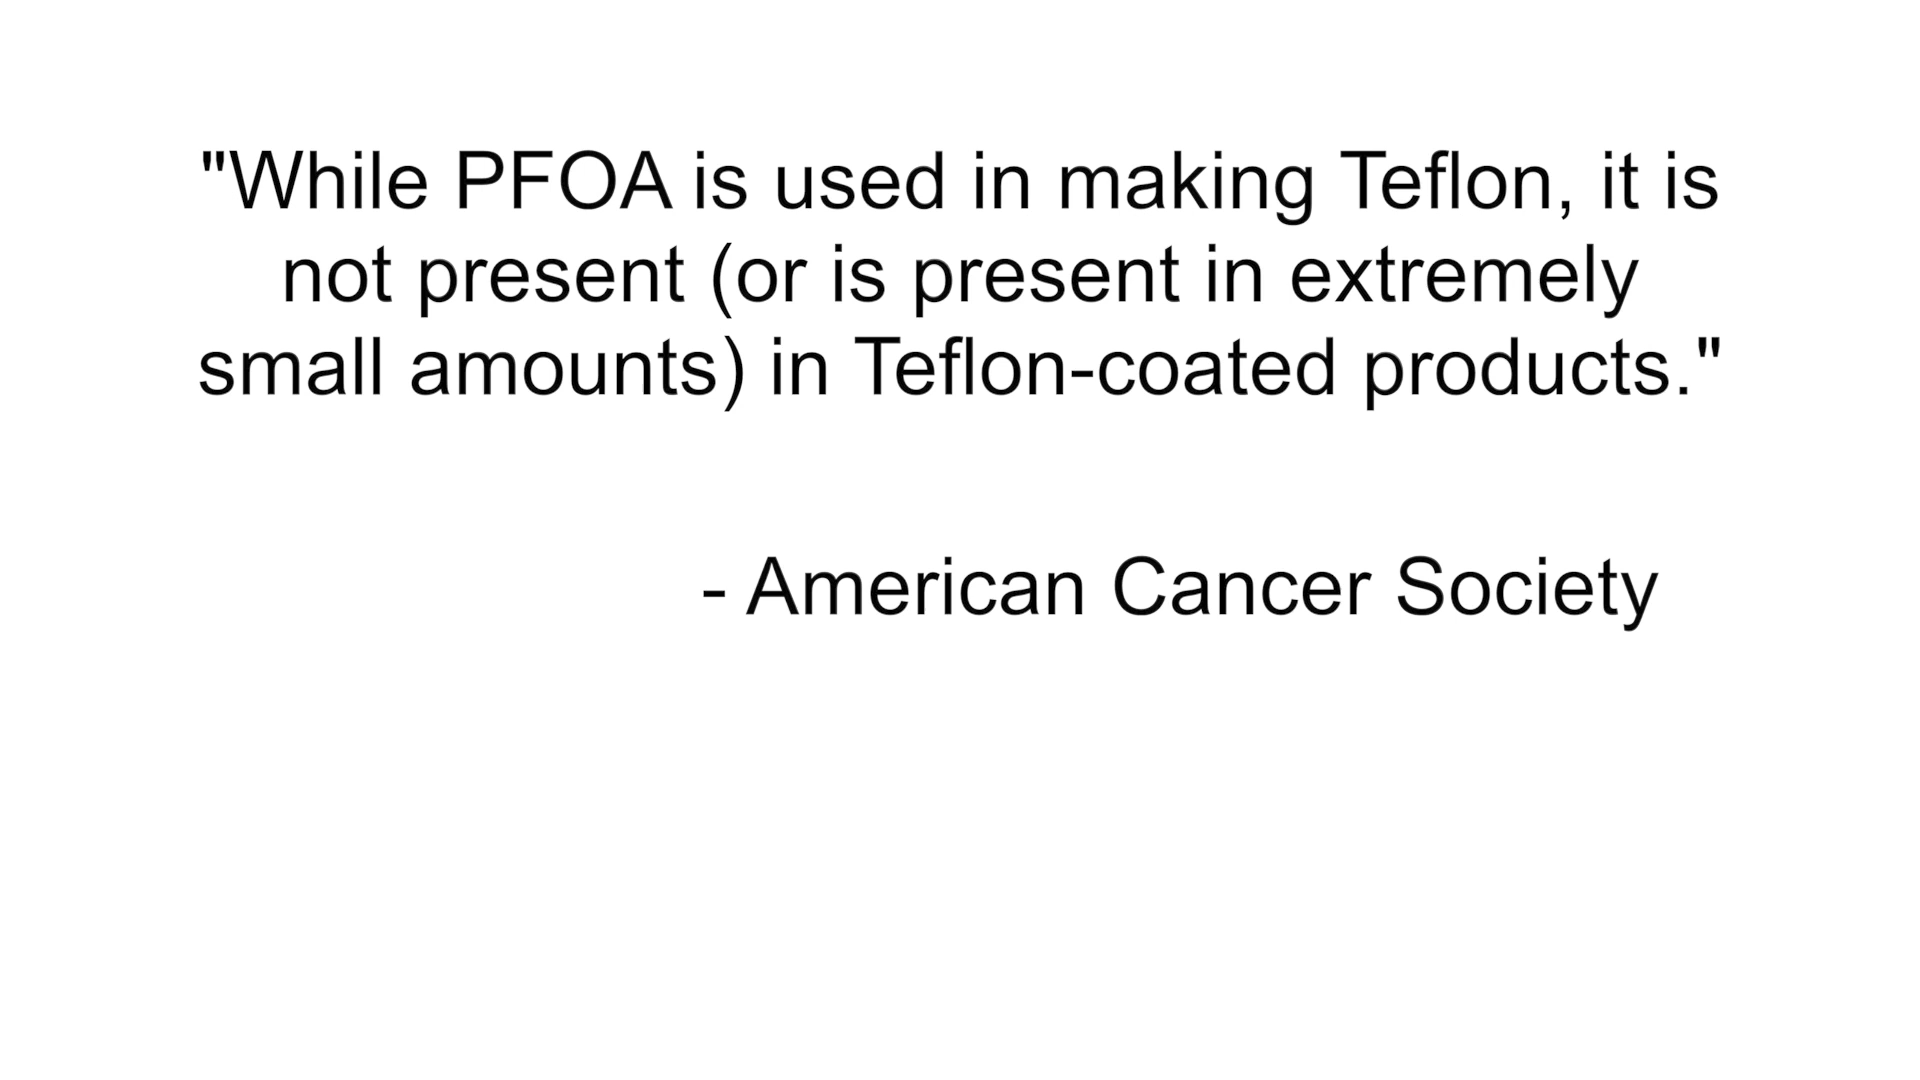 "While PFOA is used in making Teflon, it is
not present (or is present in extremely
small amounts) in Teflon-coated products."
- American Cancer Society